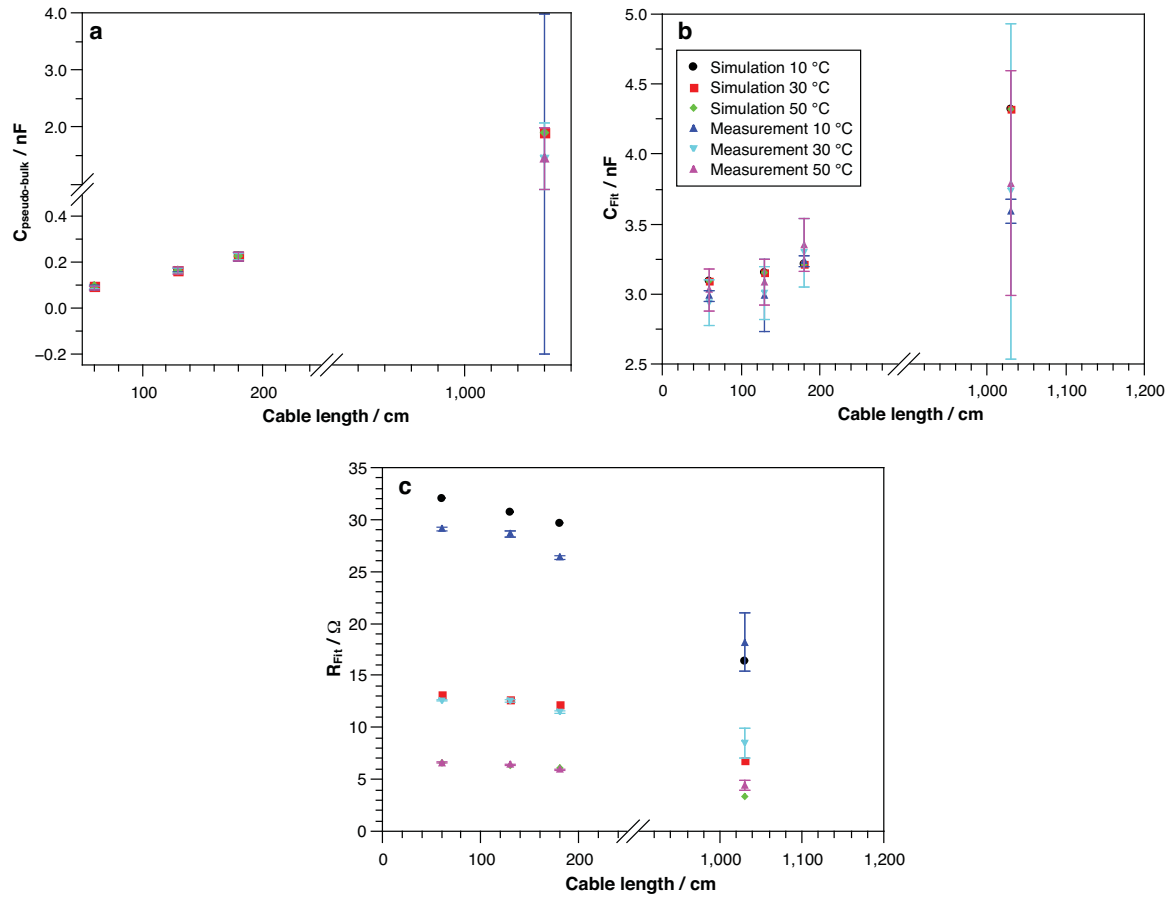 a
4.0
3.0
2.0
0.4
0.2
0.0
−0.2
C_pseudo-bulk / nF
100
200
1,000
Cable length / cm
b
5.0
4.5
4.0
3.5
3.0
2.5
C_Fit / nF
Simulation 10 °C
Simulation 30 °C
Simulation 50 °C
Measurement 10 °C
Measurement 30 °C
Measurement 50 °C
0
100
200
1,000
1,100
1,200
Cable length / cm
c
35
30
25
20
15
10
5
0
R_Fit / Ω
0
100
200
1,000
1,100
1,200
Cable length / cm